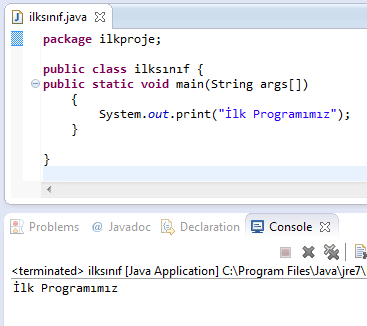 ilksınıf.java
package ilkproje;
public class ilksınıf {
public static void main(String args[])
{
System.out.print("İlk Programımız");
}
}
Problems @ Javadoc Declaration Console
<terminated> ilksınıf [Java Application] C:\Program Files\Java\jre7\
İlk Programımız